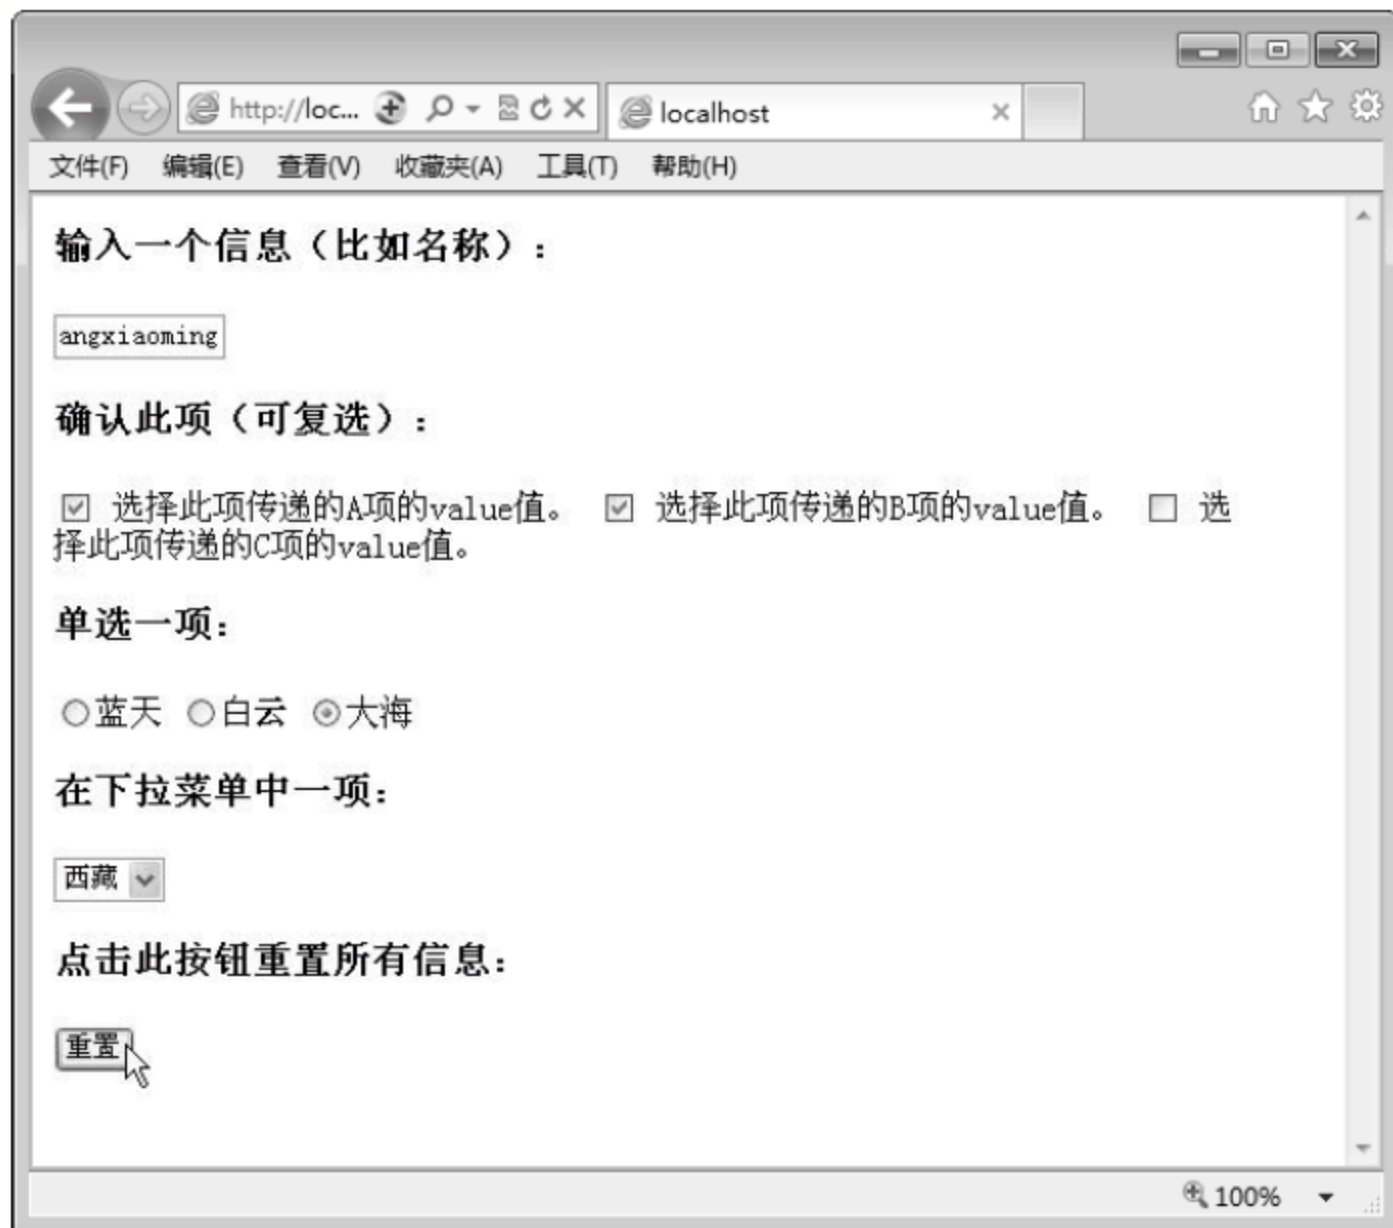 http://loc...
localhost
文件(F) 编辑(E) 查看(V) 收藏夹(A) 工具(T) 帮助(H)
输入一个信息（比如名称）：
angxiaoming
确认此项（可复选）：
选择此项传递的A项的value值。 选择此项传递的B项的value值。 选
择此项传递的C项的value值。
单选一项：
蓝天 白云 大海
在下拉菜单中一项：
西藏
点击此按钮重置所有信息：
重置
100%